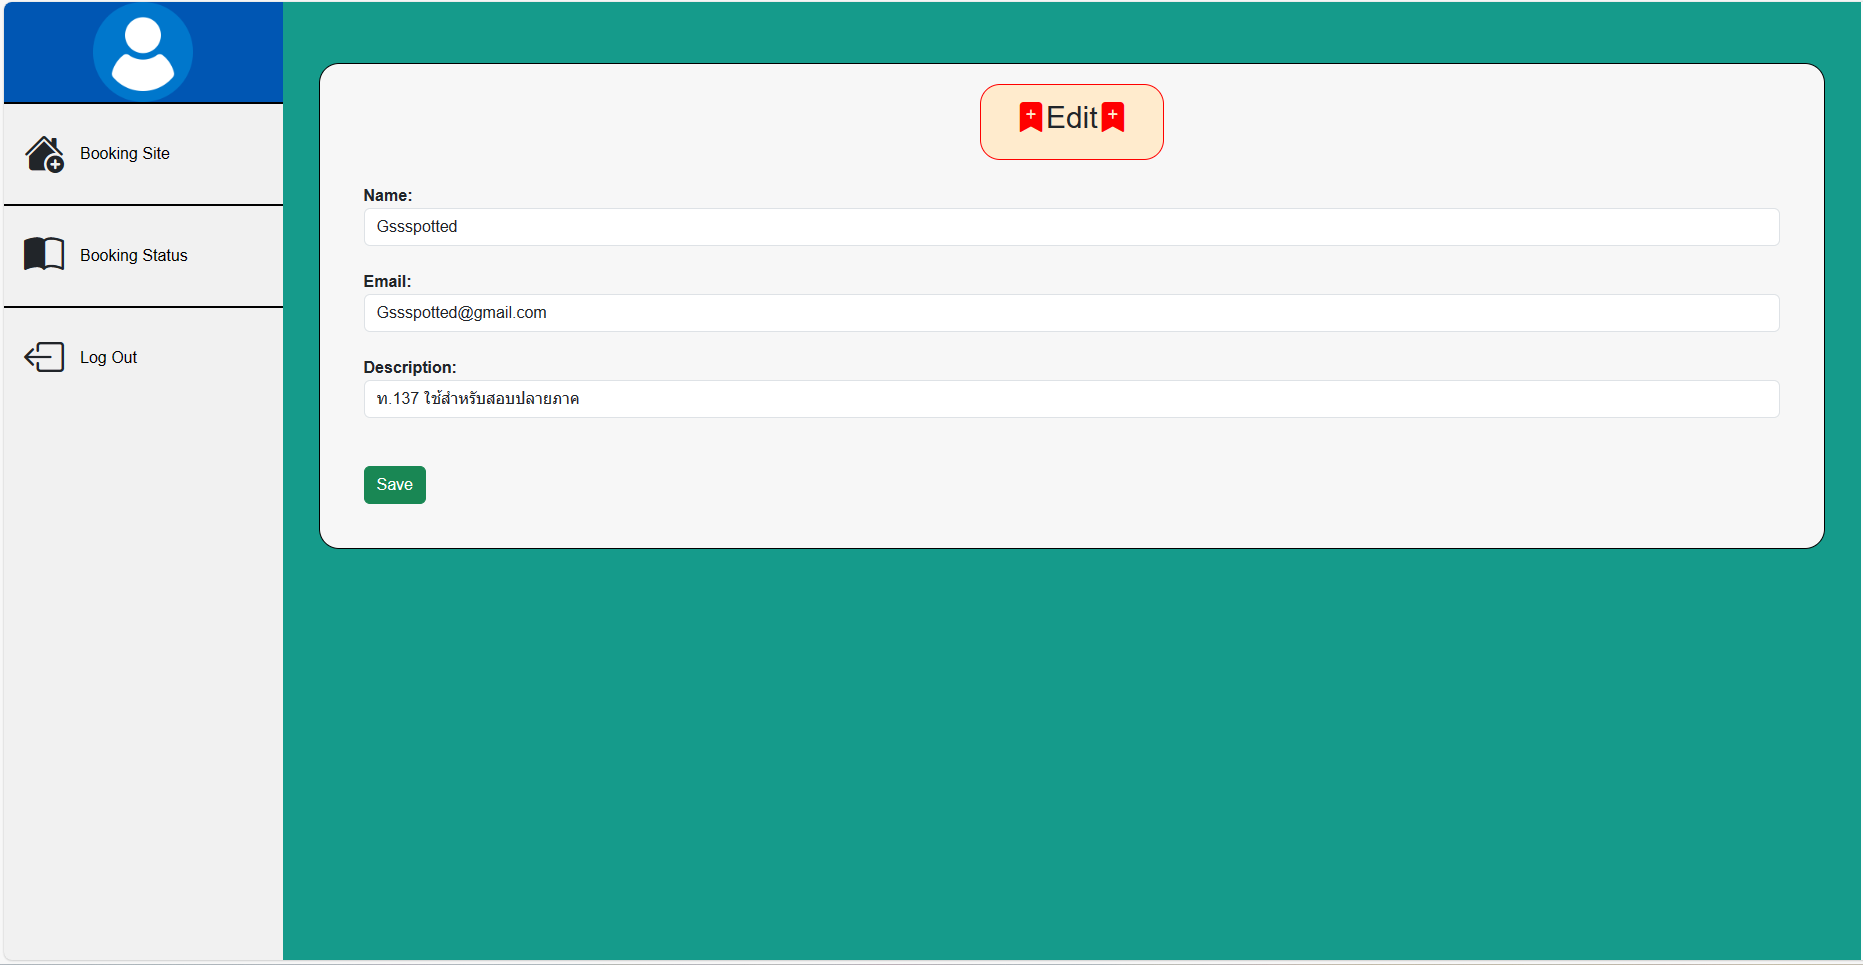 Booking Site
Booking Status
Log Out
Edit
Name:
Gssspotted
Email:
Gssspotted@gmail.com
Description:
ท.137 ใช้สำหรับสอบปลายภาค
Save